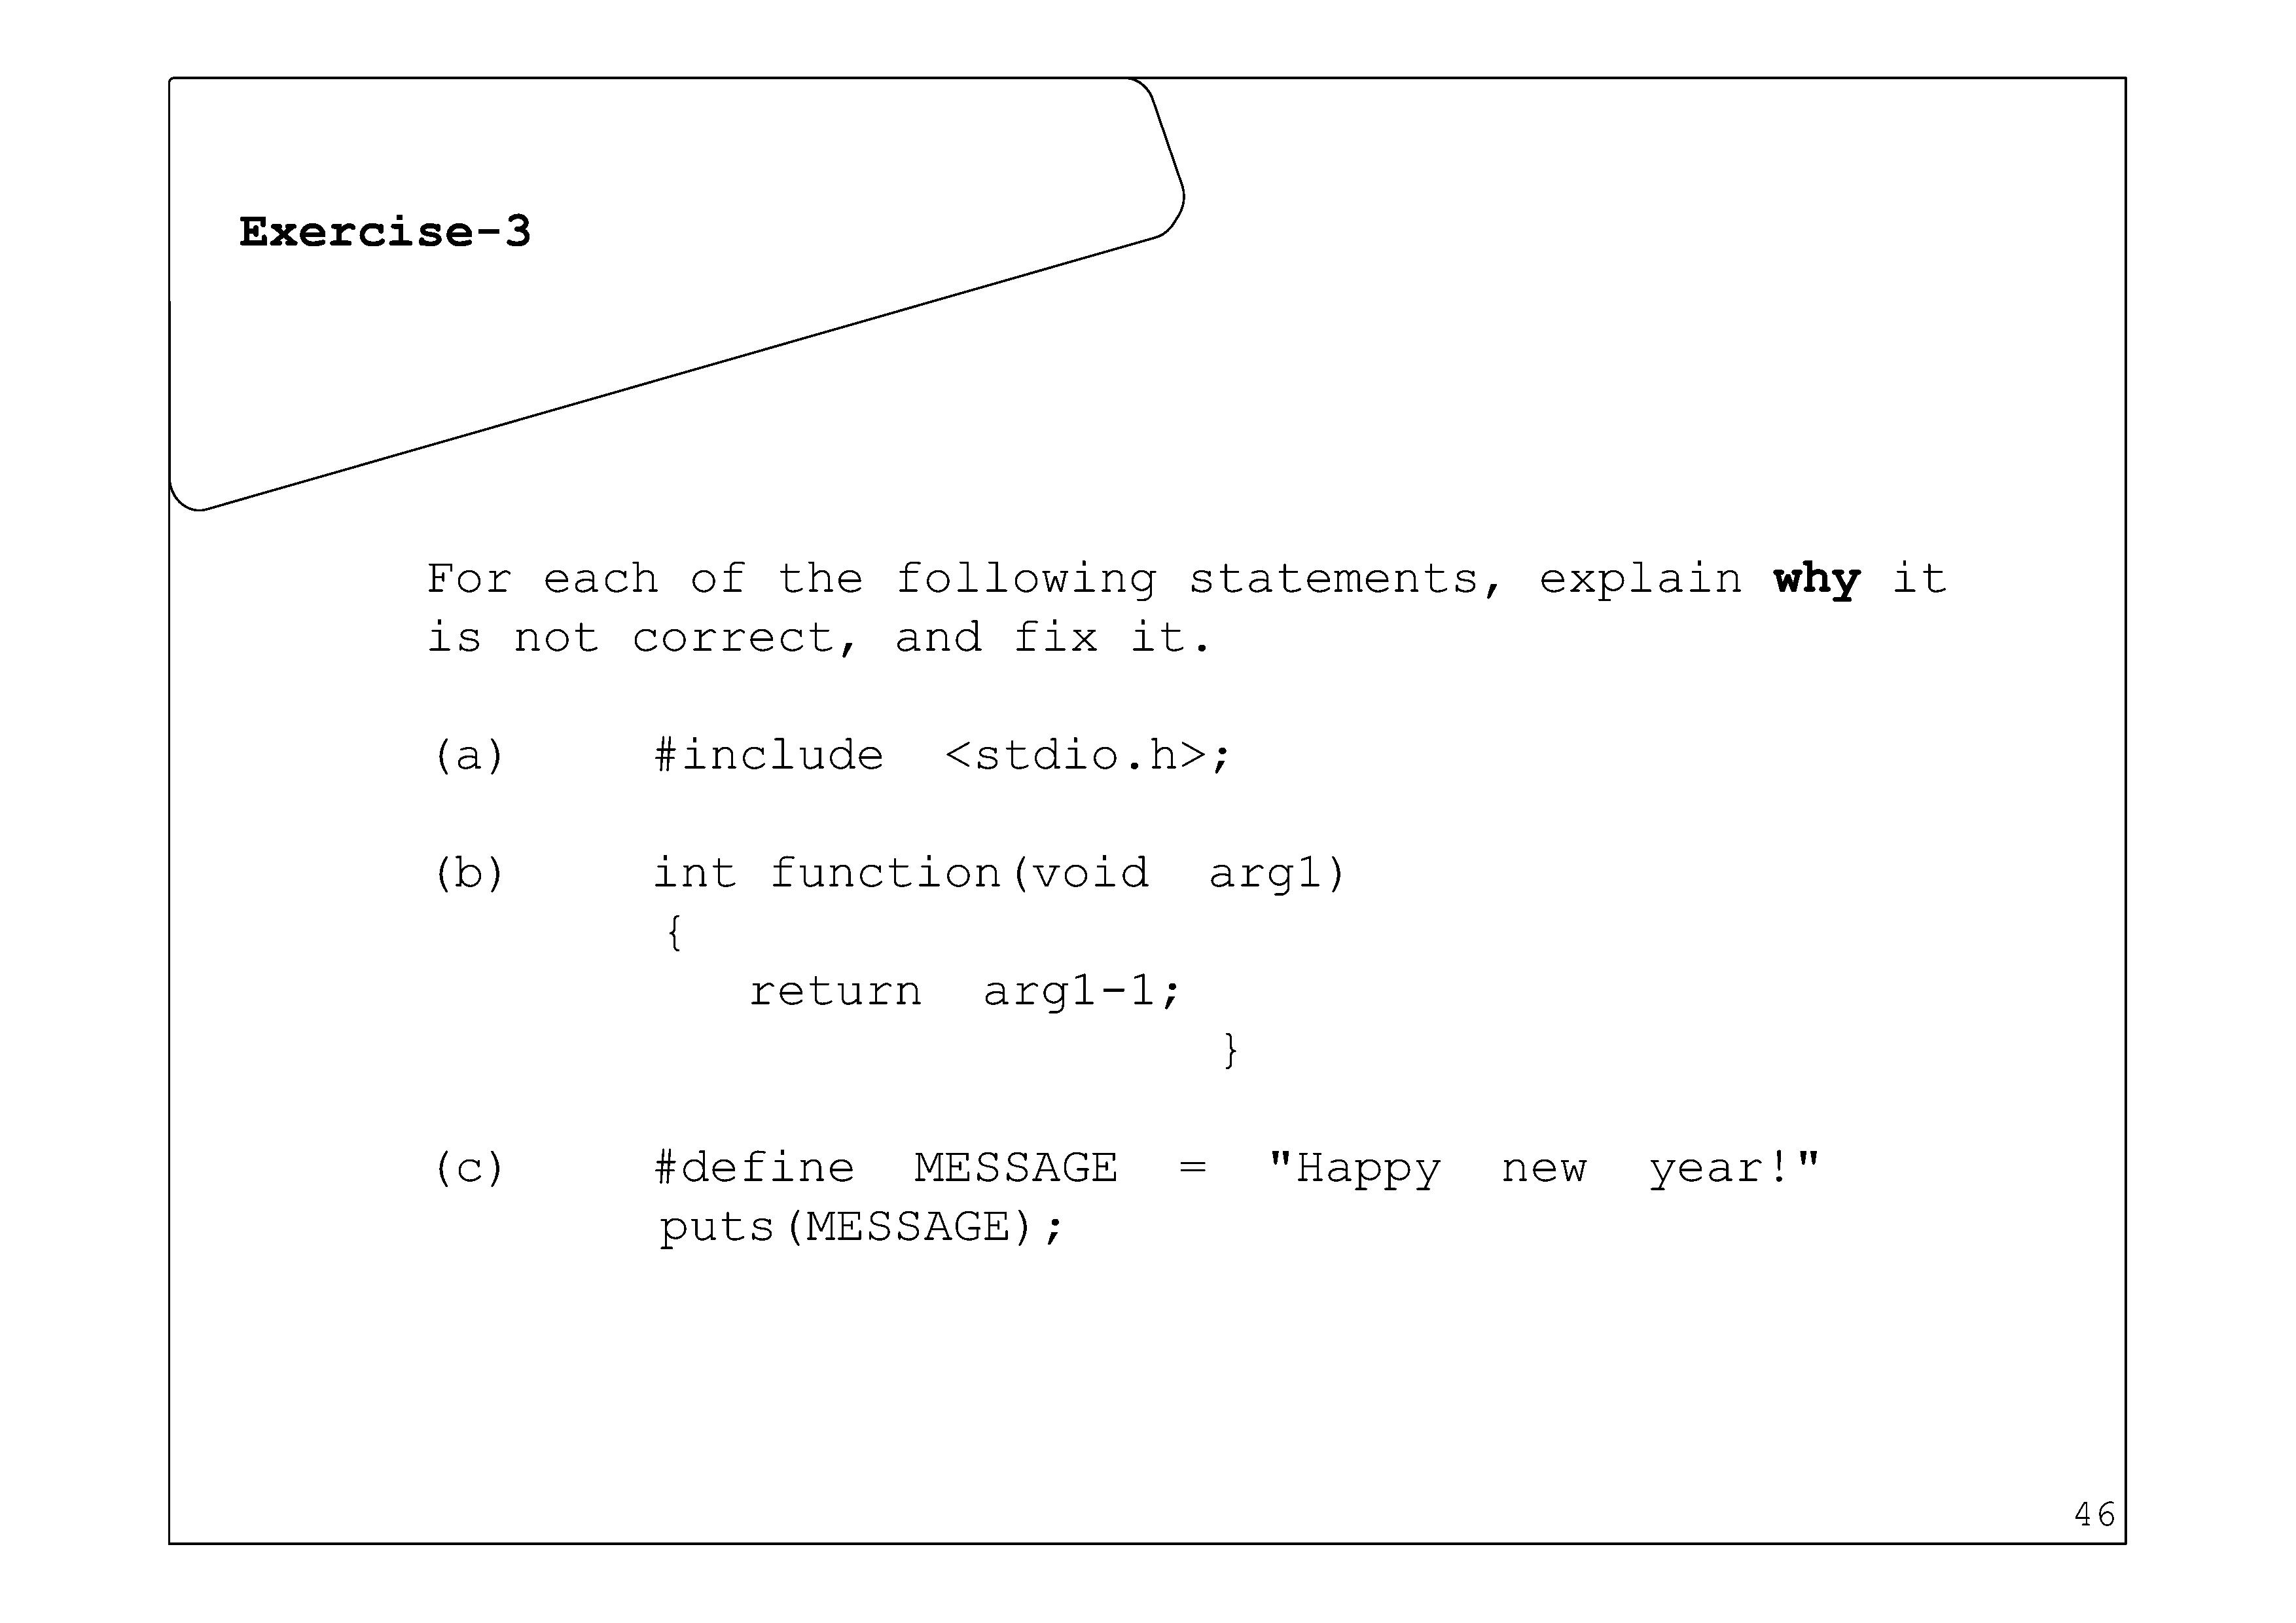 Exercise-3
For each of the following statements, explain why it
is not correct, and fix it.
(a) #include <stdio.h>;
(b) int function(void arg1)
{
return arg1-1;
}
(c) #define MESSAGE = "Happy new year!"
puts(MESSAGE);
46